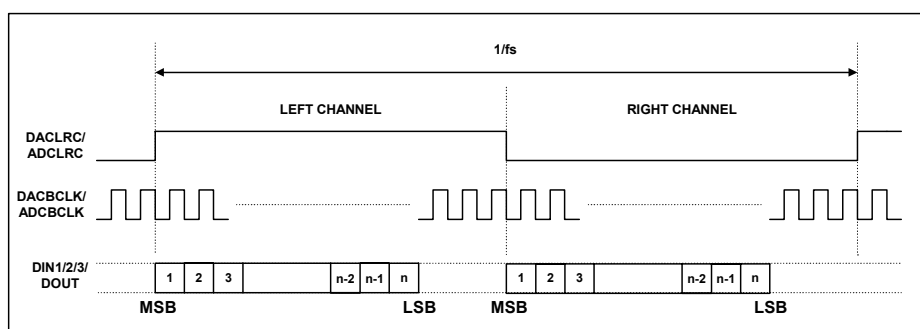 1/fs
LEFT CHANNEL RIGHT CHANNEL
DACLRC/
ADCLRC
DACBCLK/
ADCBCLK
DIN1/2/3/
DOUT
1 2 3 n-2 n-1 n 1 2 3 n-2 n-1 n
MSB LSB MSB LSB